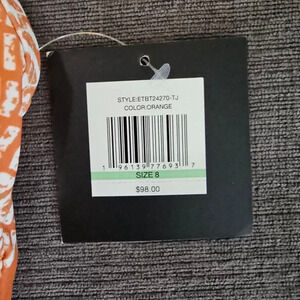 STYLE:ETBT24270-TJ
COLOR:ORANGE
1 96139 77693 7
SIZE 8
$98.00